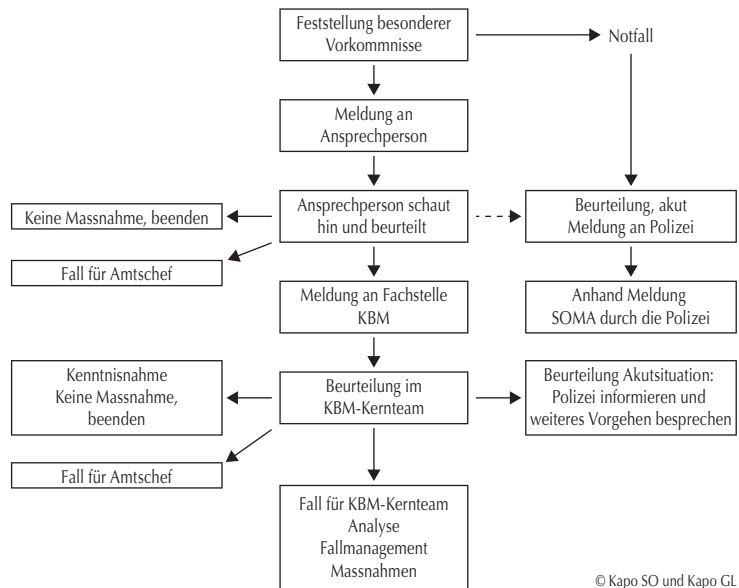 Feststellung besonderer
Vorkommnisse
Notfall
Meldung an
Ansprechperson
Keine Massnahme, beenden
Ansprechperson schaut
hin und beurteilt
Beurteilung, akut
Meldung an Polizei
Fall für Amtschef
Meldung an Fachstelle
KBM
Anhand Meldung
SOMA durch die Polizei
Kenntnisnahme
Keine Massnahme,
beenden
Beurteilung im
KBM-Kernteam
Beurteilung Akutsituation:
Polizei informieren und
weiteres Vorgehen besprechen
Fall für Amtschef
Fall für KBM-Kernteam
Analyse
Fallmanagement
Massnahmen
© Kapo SO und Kapo GL